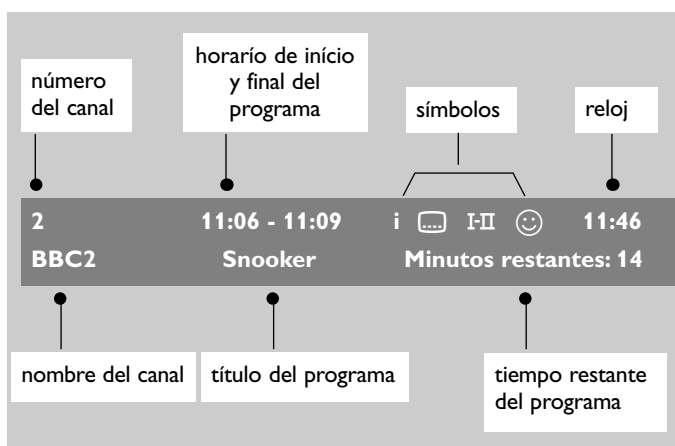 número
del canal
horarío de início
y final del
programa
símbolos
reloj
2 11:06 - 11:09 i I-II 11:46
BBC2 Snooker Minutos restantes: 14
nombre del canal
título del programa
tiempo restante
del programa